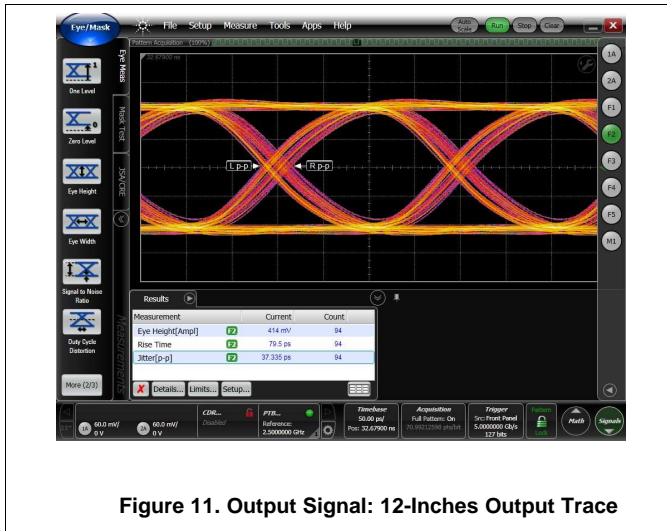 Eye/Mask
File Setup Measure Tools Apps Help
Auto Scale
Run
Stop
Clear
Pattern Acquisition (100%)
32.67900 ns
Eye Meas
Mask Test
JSA/CRE
One Level
Zero Level
Eye Height
Eye Width
Signal to Noise
Ratio
Duty Cycle
Distortion
More (2/3)
Measurements
L p-p
R p-p
1A
2A
F1
F2
F3
F4
F5
M1
Results
Measurement Current Count
Eye Height[Ampl] F2 414 mV 94
Rise Time F2 79.5 ps 94
Jitter[p-p] F2 37.335 ps 94
Details... Limits... Setup...
1A 60.0 mV/
0 V
2A 60.0 mV/
0 V
CDR...
Disabled
PTB...
Reference:
2.5000000 GHz
Timebase
50.00 ps/
Pos: 32.67900 ns
Acquisition
Full Pattern: On
70.99212598 pts/bit
Trigger
Src: Front Panel
5.0000000 Gb/s
127 bits
Pattern
Lock
Math
Signals
Figure 11. Output Signal: 12-Inches Output Trace